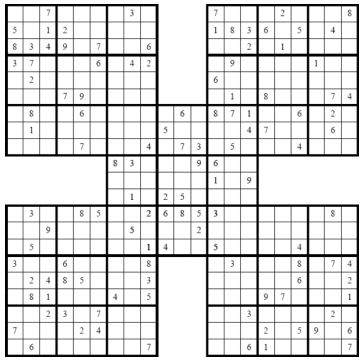 7 3 7 2 8
5 1 2 1 8 3 6 5 4
8 3 4 9 7 6 2 1
3 7 6 4 2 9 1
2 6
7 9 1 8 7 4
8 6 6 8 7 1 6 2
1 5 4 7 6
7 4 7 3 5 4
8 3 9 6
1 9
1 2 5
3 8 5 2 6 8 5 3 8
9 5 2
5 1 4 5 4
3 6 8 3 8 7 4
2 4 8 5 3 6 2
8 1 4 5 9 7 1
2 3 7 3 2
7 2 4 2 5 9 6
6 7 6 1 7